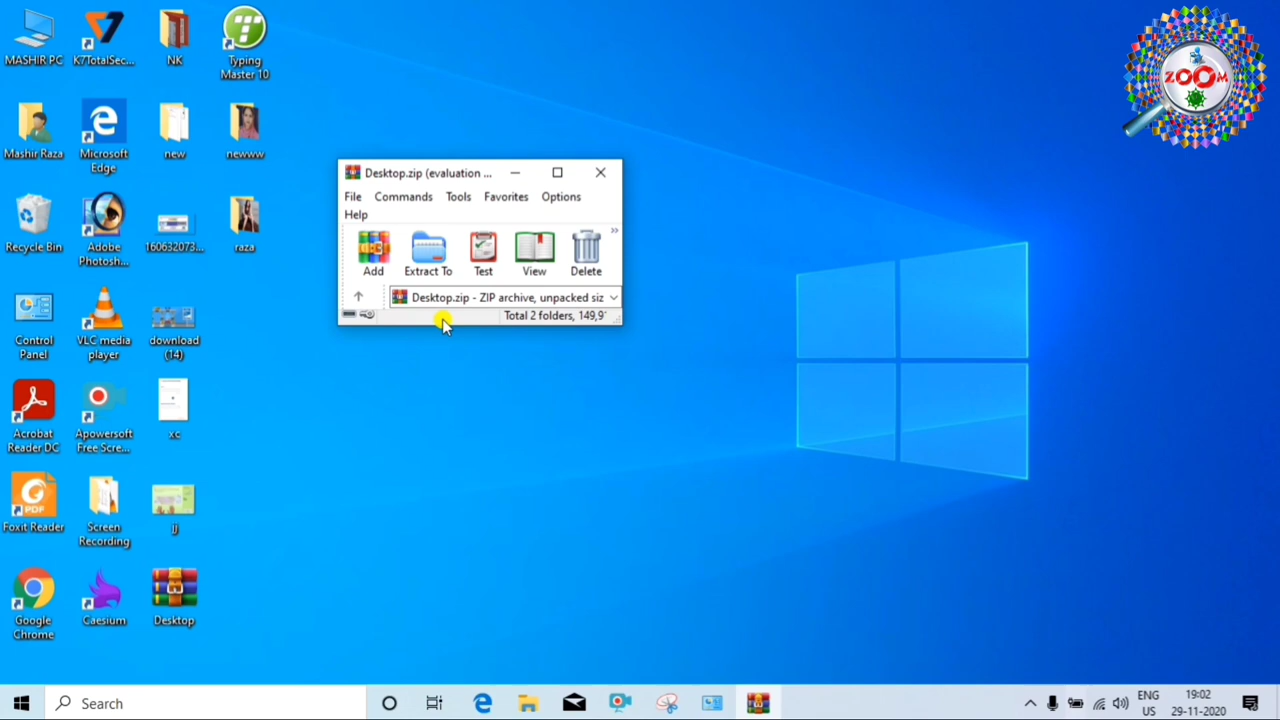 MASHIR PC
K7TotalSec...
NK
Typing
Master 10
Mashir Raza
Microsoft
Edge
new
newww
Recycle Bin
Adobe
Photosh...
160632073...
raza
Control
Panel
VLC media
player
download
(14)
Acrobat
Reader DC
Apowersoft
Free Scre...
xc
Foxit Reader
Screen
Recording
jj
Google
Chrome
Caesium
Desktop
Desktop.zip (evaluation ...
File Commands Tools Favorites Options
Help
Add Extract To Test View Delete
Desktop.zip - ZIP archive, unpacked siz
Total 2 folders, 149,9
ZOOM
Search
ENG
US
19:02
29-11-2020